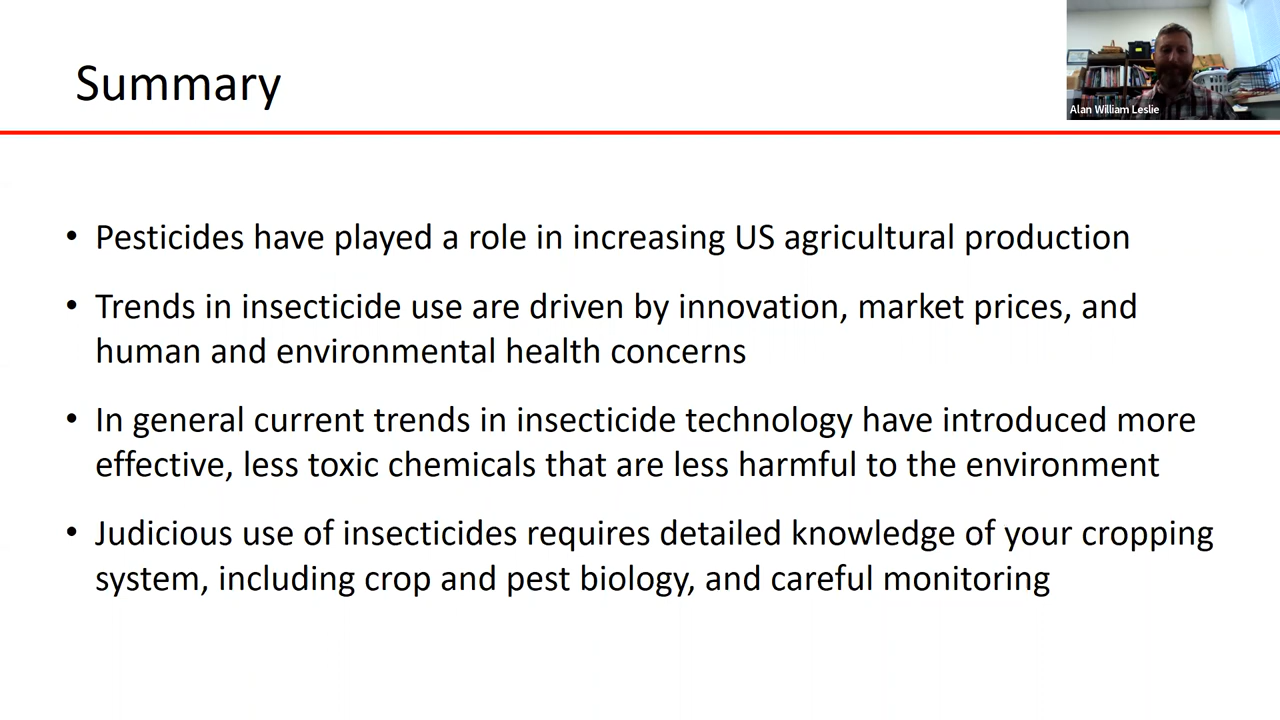 Summary
Alan William Leslie
• Pesticides have played a role in increasing US agricultural production
• Trends in insecticide use are driven by innovation, market prices, and
human and environmental health concerns
• In general current trends in insecticide technology have introduced more
effective, less toxic chemicals that are less harmful to the environment
• Judicious use of insecticides requires detailed knowledge of your cropping
system, including crop and pest biology, and careful monitoring